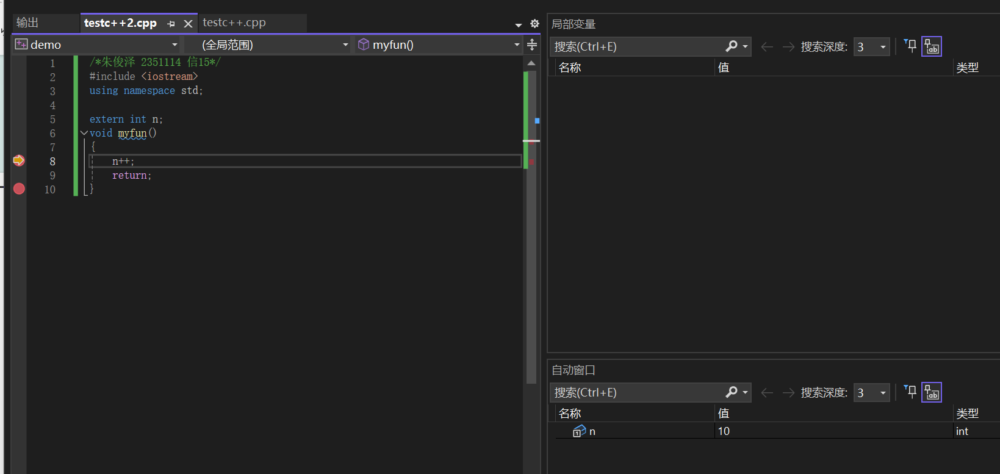 输出
testc++2.cpp
testc++.cpp
demo
(全局范围)
myfun()
1 /*朱俊泽 2351114 信15*/
2 #include <iostream>
3 using namespace std;
4
5 extern int n;
6 void myfun()
7 {
8 n++;
9 return;
10 }
局部变量
搜索(Ctrl+E)
搜索深度: 3
名称 值 类型
自动窗口
搜索(Ctrl+E)
搜索深度: 3
名称 值 类型
n 10 int